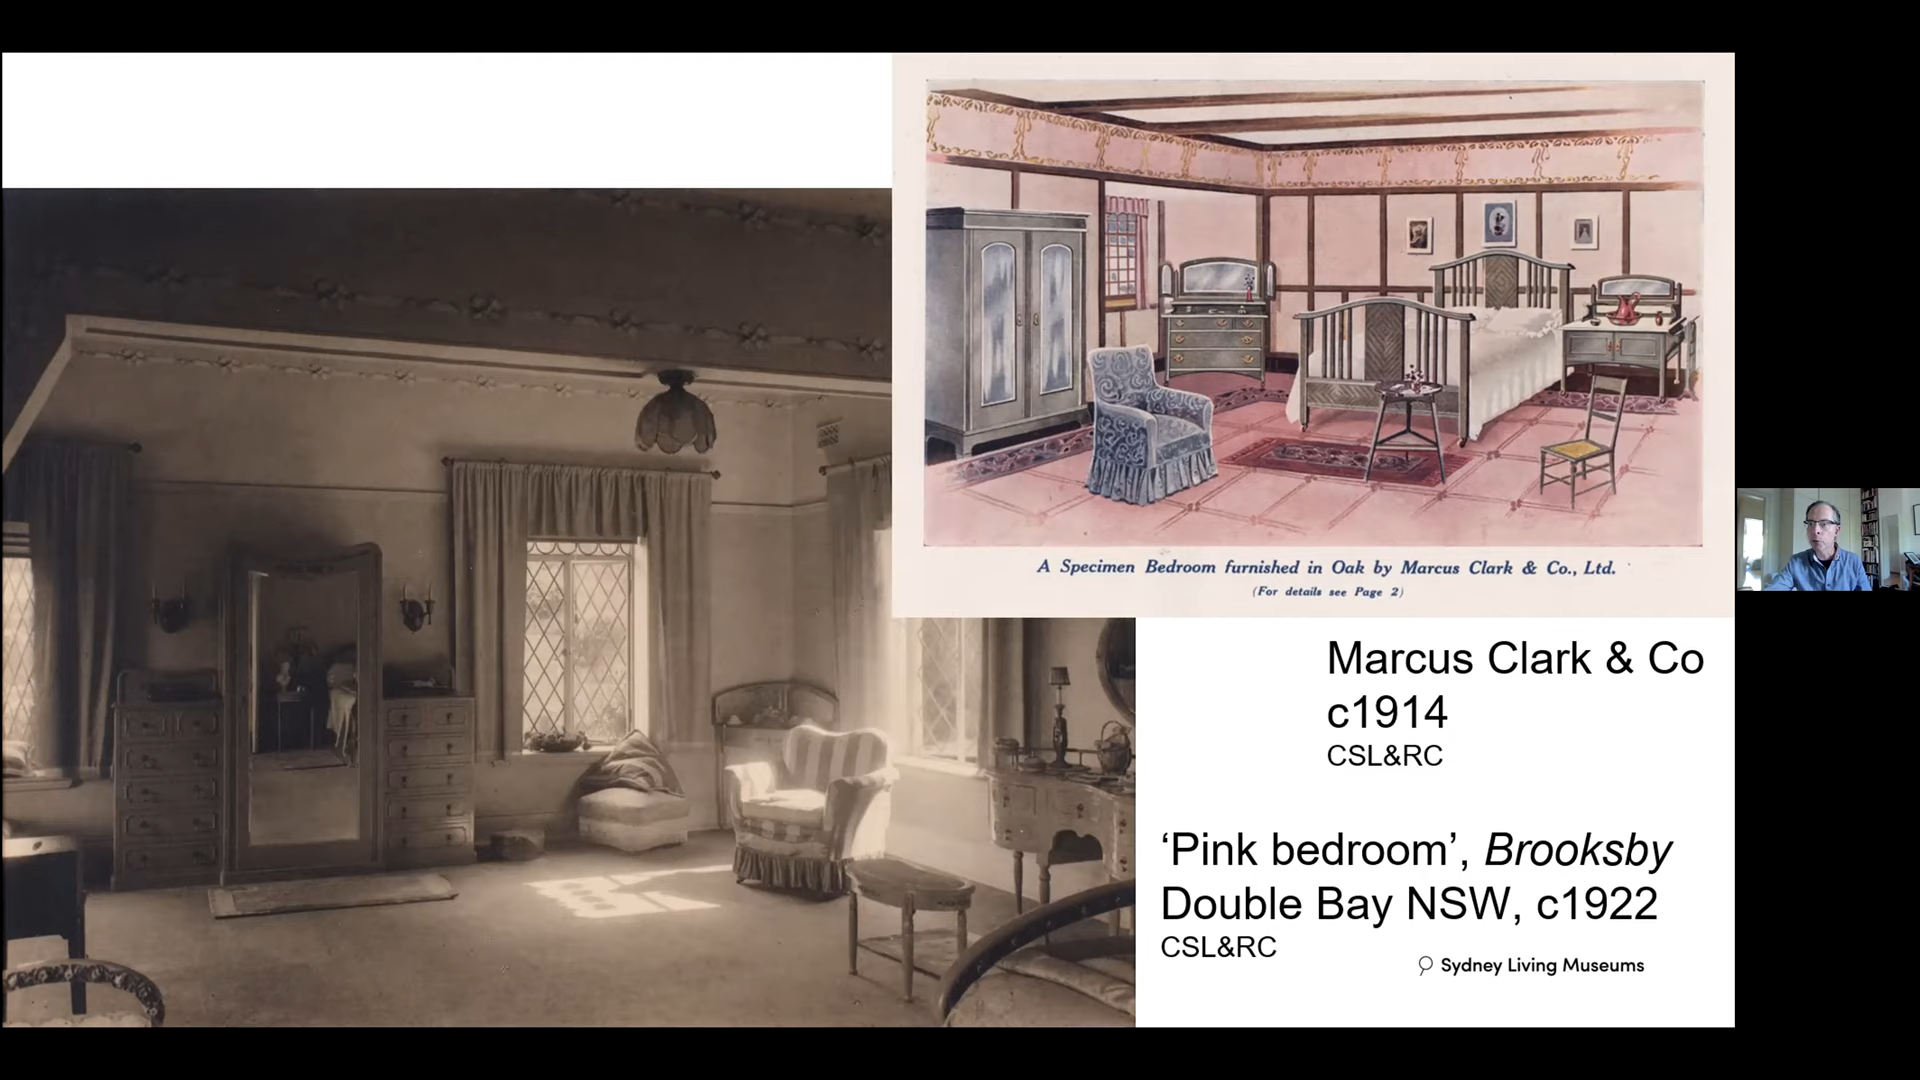 A Specimen Bedroom furnished in Oak by Marcus Clark & Co., Ltd.
(For details see Page 2)
Marcus Clark & Co
c1914
CSL&RC
‘Pink bedroom’, Brooksby
Double Bay NSW, c1922
CSL&RC
Sydney Living Museums